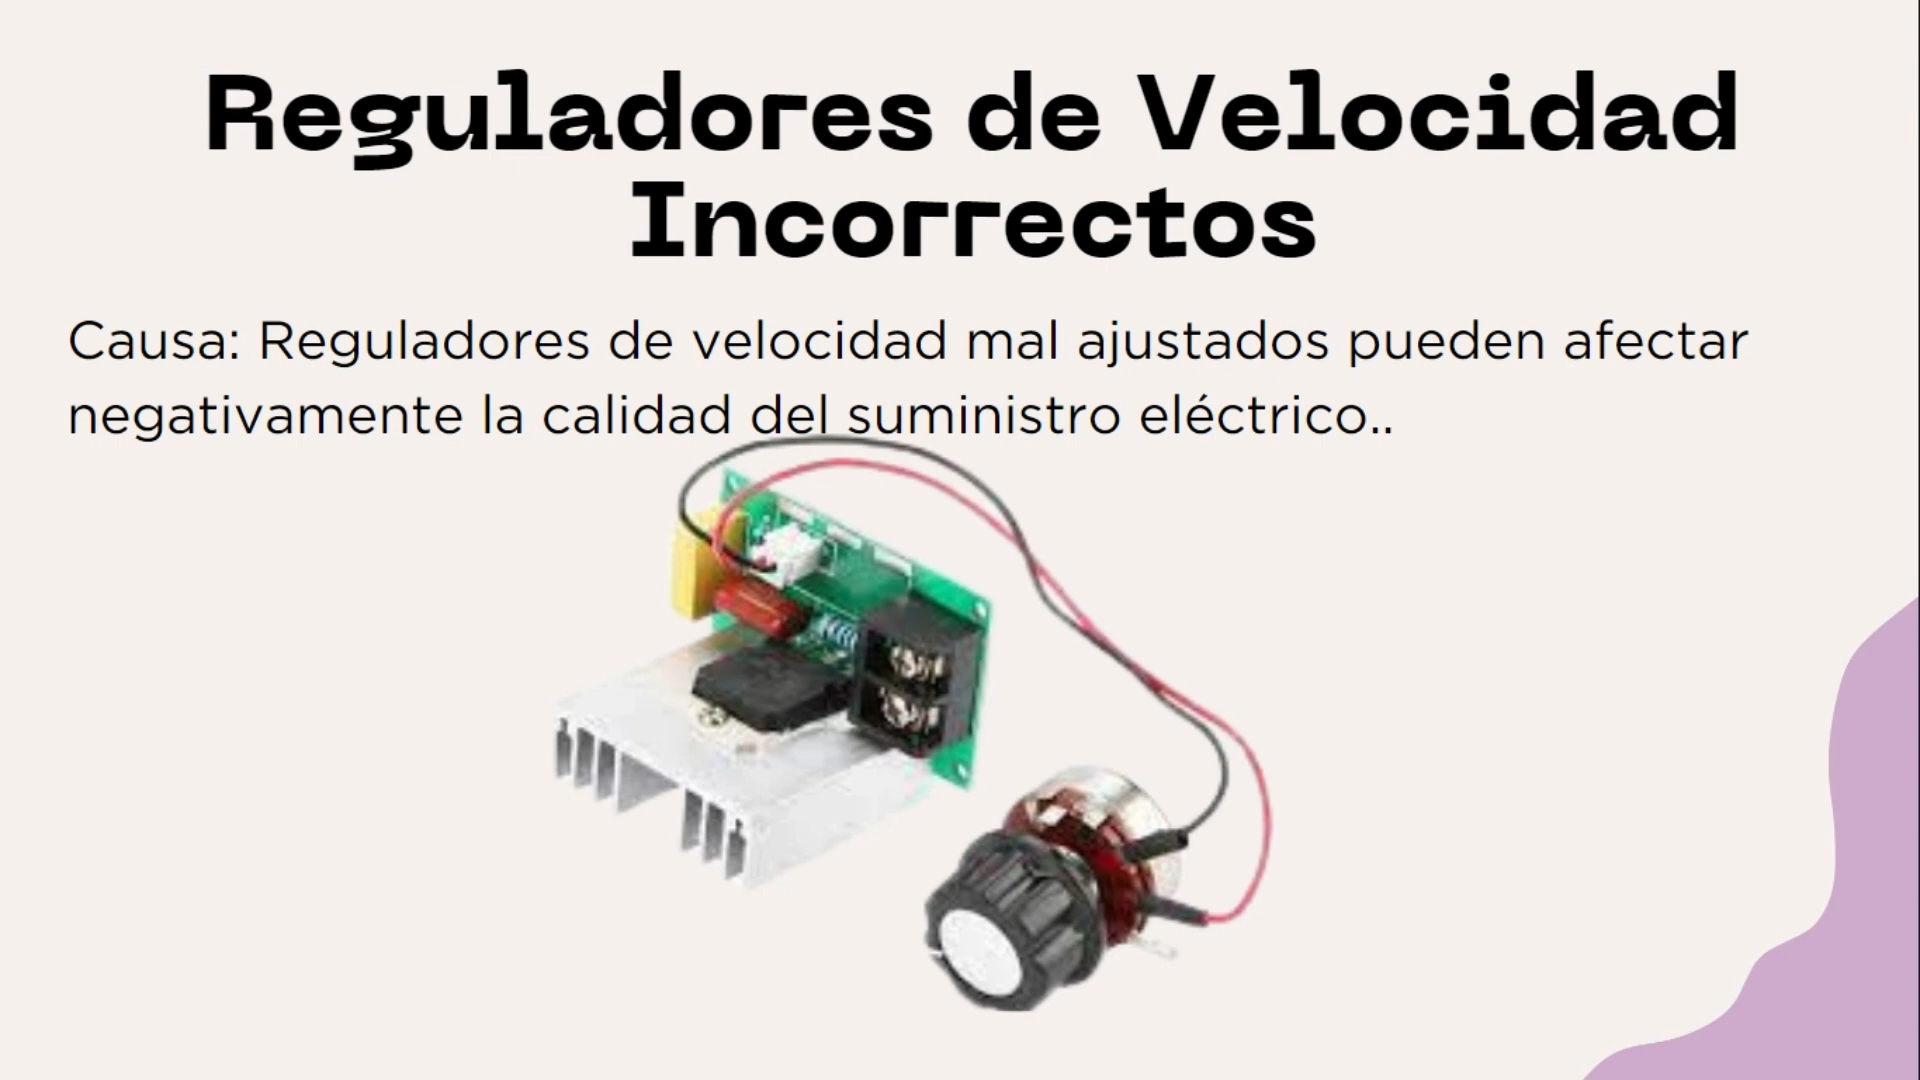 Reguladores de Velocidad
Incorrectos
Causa: Reguladores de velocidad mal ajustados pueden afectar
negativamente la calidad del suministro eléctrico..